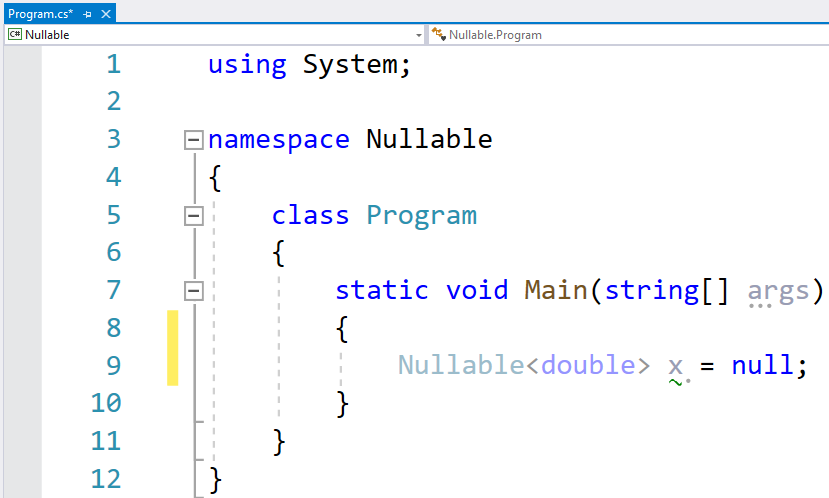 Program.cs*
C# Nullable Nullable.Program
1 using System;
2
3 namespace Nullable
4 {
5 class Program
6 {
7 static void Main(string[] args)
8 {
9 Nullable<double> x = null;
10 }
11 }
12 }